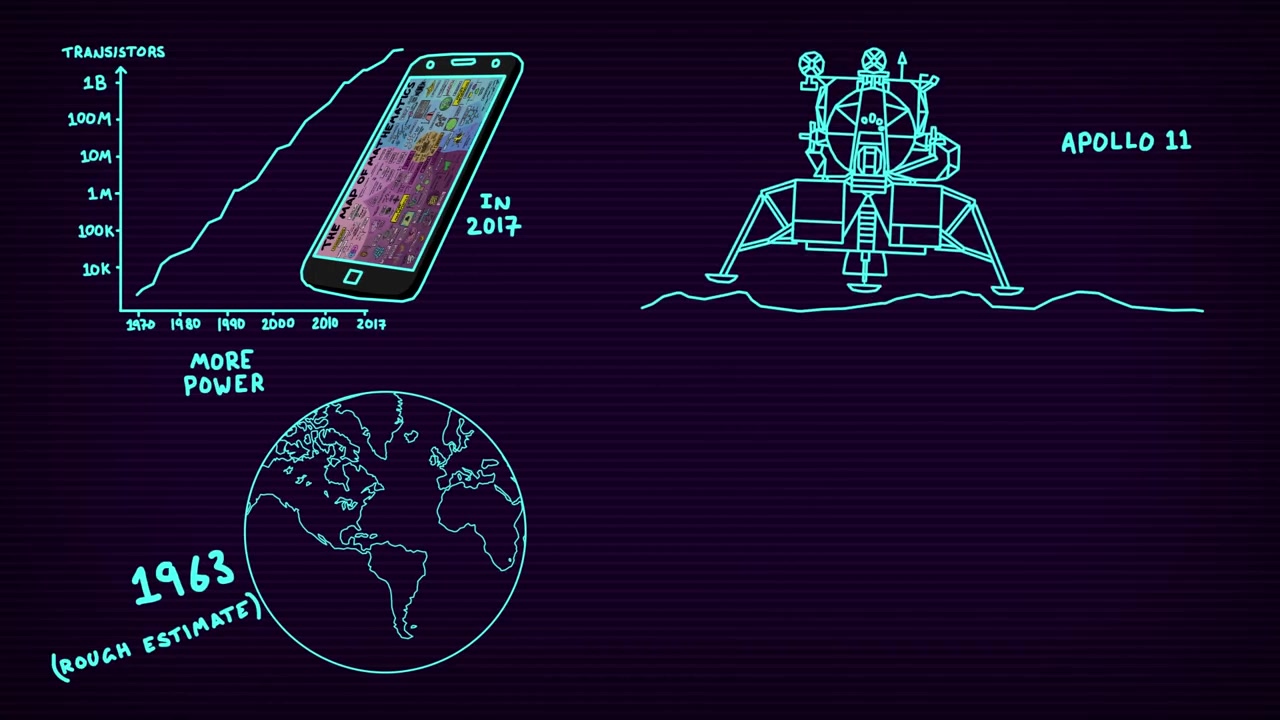 TRANSISTORS
1B
100M
10M
1M
100K
10K
1970 1980 1990 2000 2010 2017
MORE
POWER
THE MAP OF MATHEMATICS
IN
2017
APOLLO 11
1963
(ROUGH ESTIMATE)